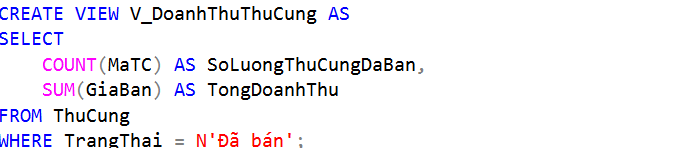 CREATE VIEW V_DoanhThuThuCung AS
SELECT
    COUNT(MaTC) AS SoLuongThuCungDaBan,
    SUM(GiaBan) AS TongDoanhThu
FROM ThuCung
WHERE TrangThai = N'Đã bán';